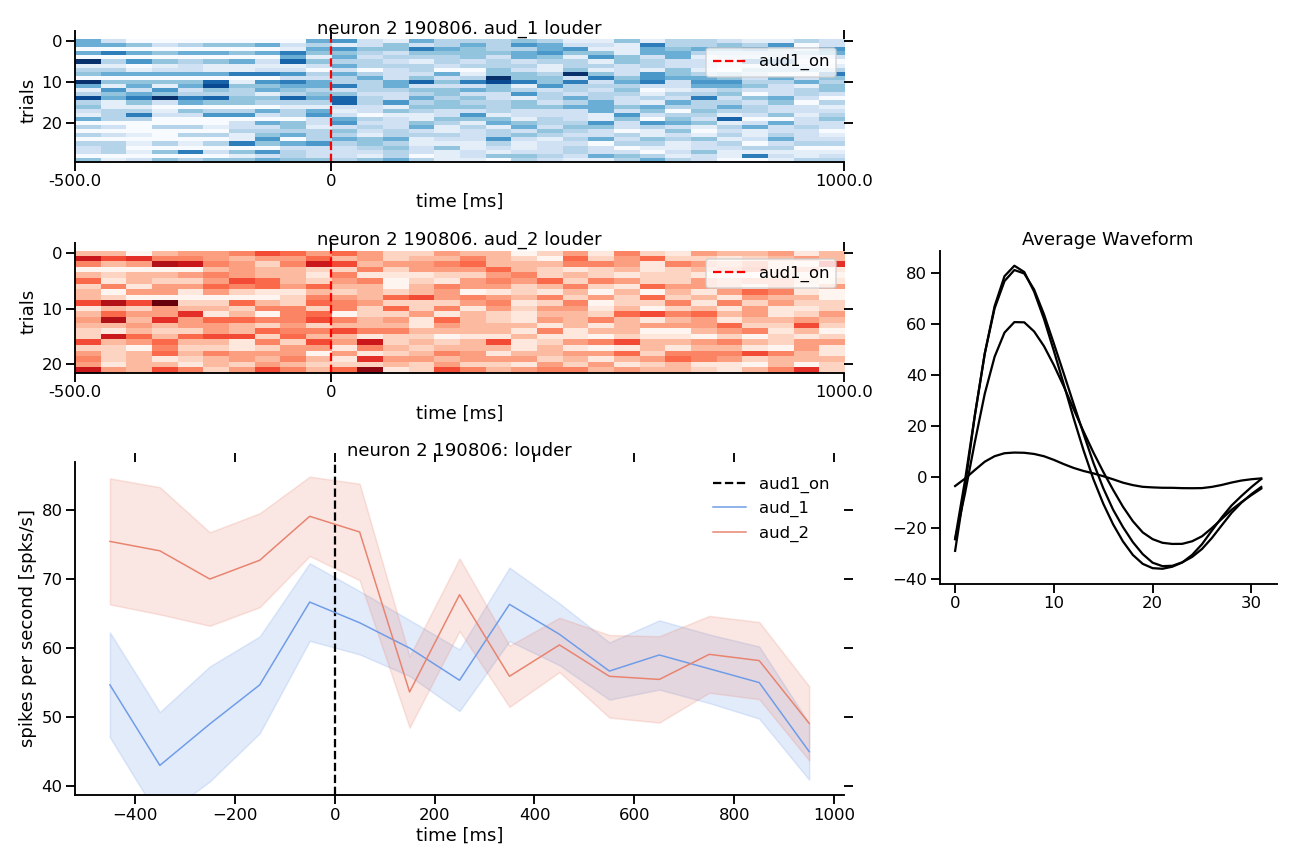 neuron 2 190806. aud_1 louder
0
10
20
trials
aud1_on
-500.0 0 1000.0
time [ms]
neuron 2 190806. aud_2 louder
0
10
20
trials
aud1_on
-500.0 0 1000.0
time [ms]
neuron 2 190806: louder
80
70
60
50
40
spikes per second [spks/s]
aud1_on
aud_1
aud_2
−400 −200 0 200 400 600 800 1000
time [ms]
Average Waveform
80
60
40
20
0
−20
−40
0 10 20 30